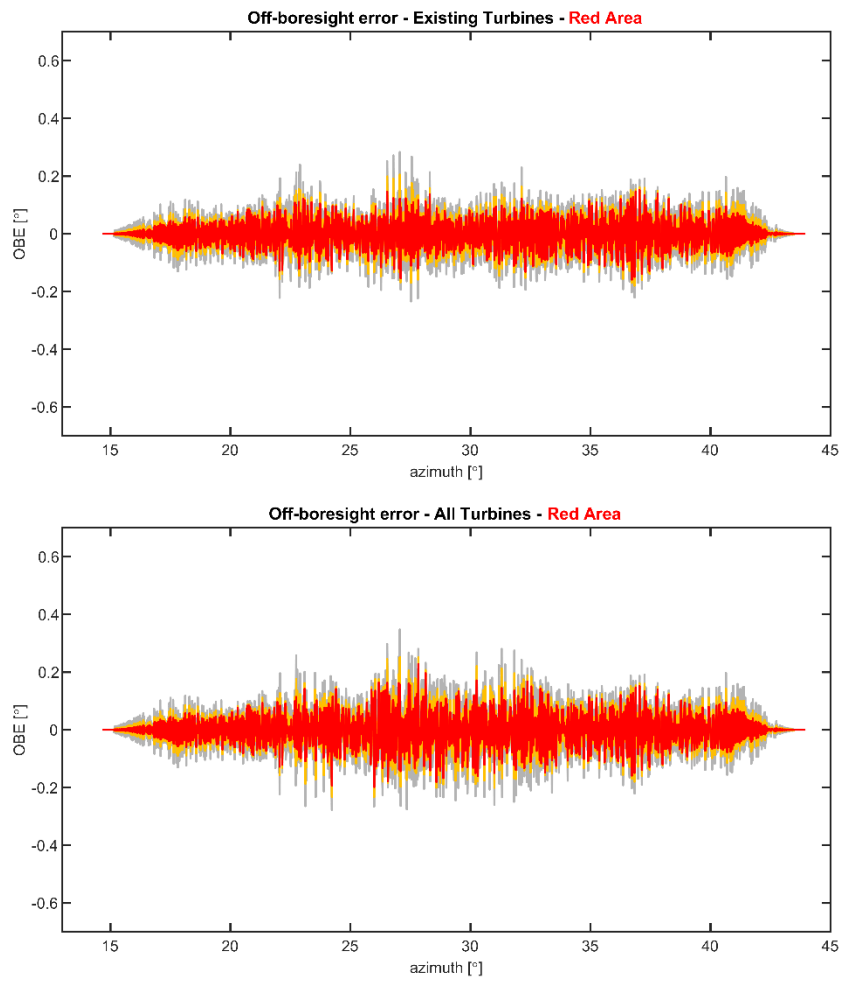 Off-boresight error - Existing Turbines - Red Area
0.6
0.4
0.2
0
-0.2
-0.4
-0.6
OBE [°]
15 20 25 30 35 40 45
azimuth [°]
Off-boresight error - All Turbines - Red Area
0.6
0.4
0.2
0
-0.2
-0.4
-0.6
OBE [°]
15 20 25 30 35 40 45
azimuth [°]